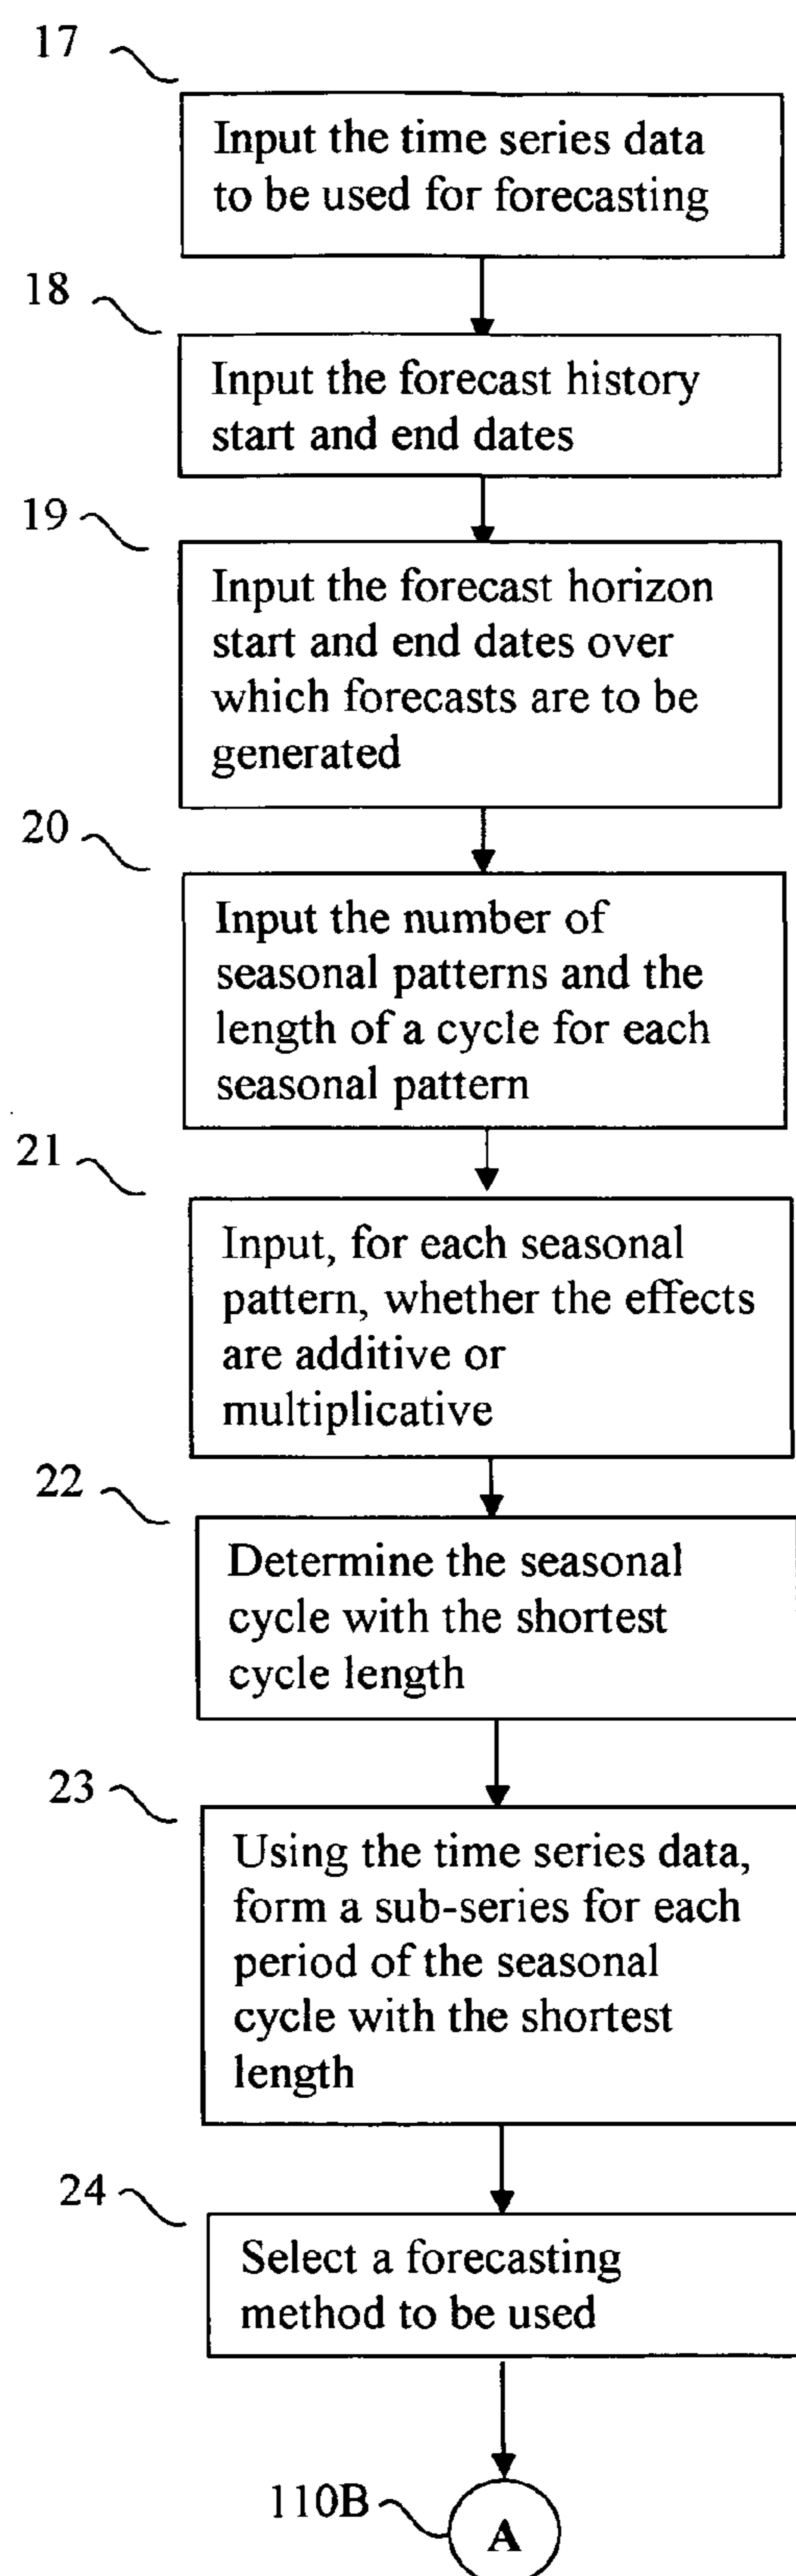 17
Input the time series data
to be used for forecasting
18
Input the forecast history
start and end dates
19
Input the forecast horizon
start and end dates over
which forecasts are to be
generated
20
Input the number of
seasonal patterns and the
length of a cycle for each
seasonal pattern
21
Input, for each seasonal
pattern, whether the effects
are additive or
multiplicative
22
Determine the seasonal
cycle with the shortest
cycle length
23
Using the time series data,
form a sub-series for each
period of the seasonal
cycle with the shortest
length
24
Select a forecasting
method to be used
110B
A